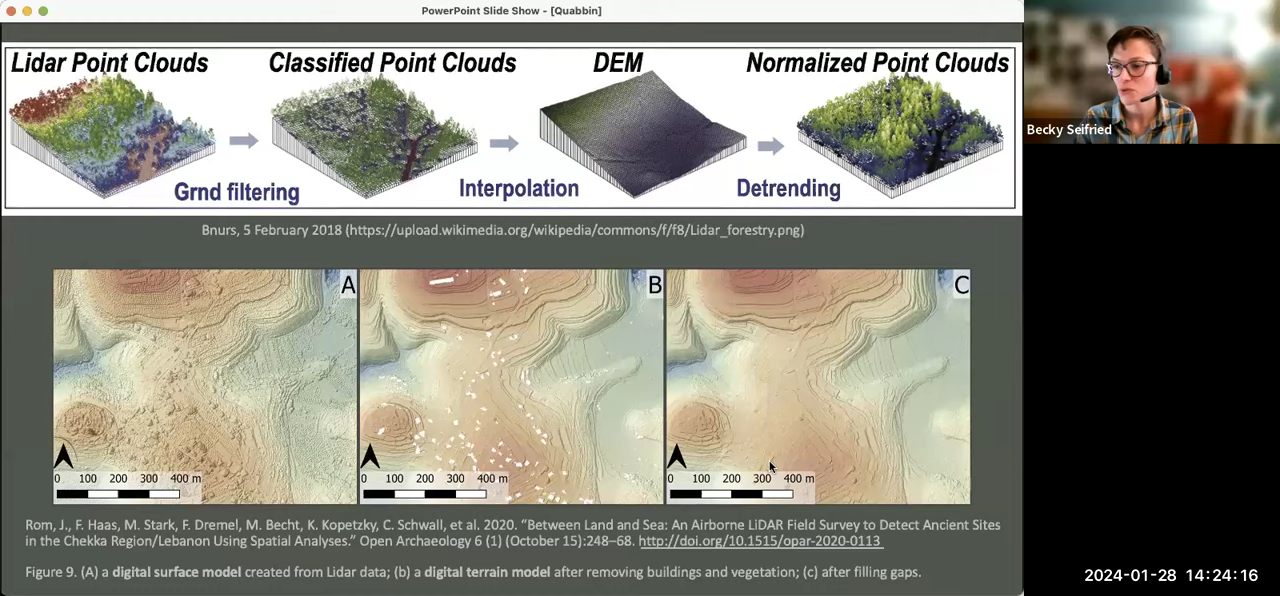 PowerPoint Slide Show - [Quabbin]
Lidar Point Clouds
Classified Point Clouds
DEM
Normalized Point Clouds
Grnd filtering
Interpolation
Detrending
Becky Seifried
Bnurs, 5 February 2018 (https://upload.wikimedia.org/wikipedia/commons/f/f8/Lidar_forestry.png)
A
B
C
0 100 200 300 400 m
0 100 200 300 400 m
0 100 200 300 400 m
Rom, J., F. Haas, M. Stark, F. Dremel, M. Becht, K. Kopetzky, C. Schwall, et al. 2020. “Between Land and Sea: An Airborne LiDAR Field Survey to Detect Ancient Sites
in the Chekka Region/Lebanon Using Spatial Analyses.” Open Archaeology 6 (1) (October 15):248–68. http://doi.org/10.1515/opar-2020-0113
Figure 9. (A) a digital surface model created from Lidar data; (b) a digital terrain model after removing buildings and vegetation; (c) after filling gaps.
2024-01-28 14:24:16